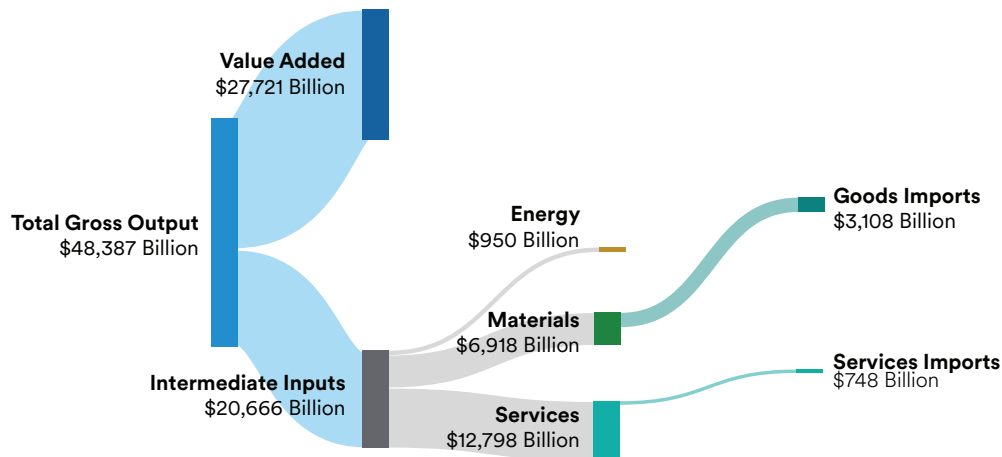 Value Added
$27,721 Billion
Total Gross Output
$48,387 Billion
Intermediate Inputs
$20,666 Billion
Energy
$950 Billion
Materials
$6,918 Billion
Services
$12,798 Billion
Goods Imports
$3,108 Billion
Services Imports
$748 Billion